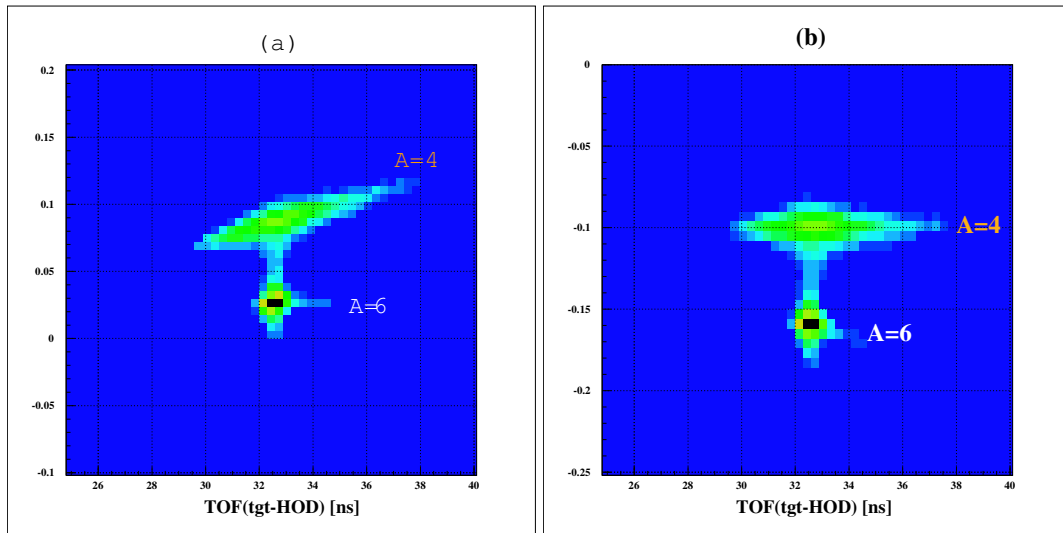 (a)
0.2
0.15
0.1
0.05
0
-0.05
-0.1
A=4
A=6
26 28 30 32 34 36 38 40
TOF(tgt-HOD) [ns]
(b)
0
-0.05
-0.1
-0.15
-0.2
-0.25
A=4
A=6
26 28 30 32 34 36 38 40
TOF(tgt-HOD) [ns]